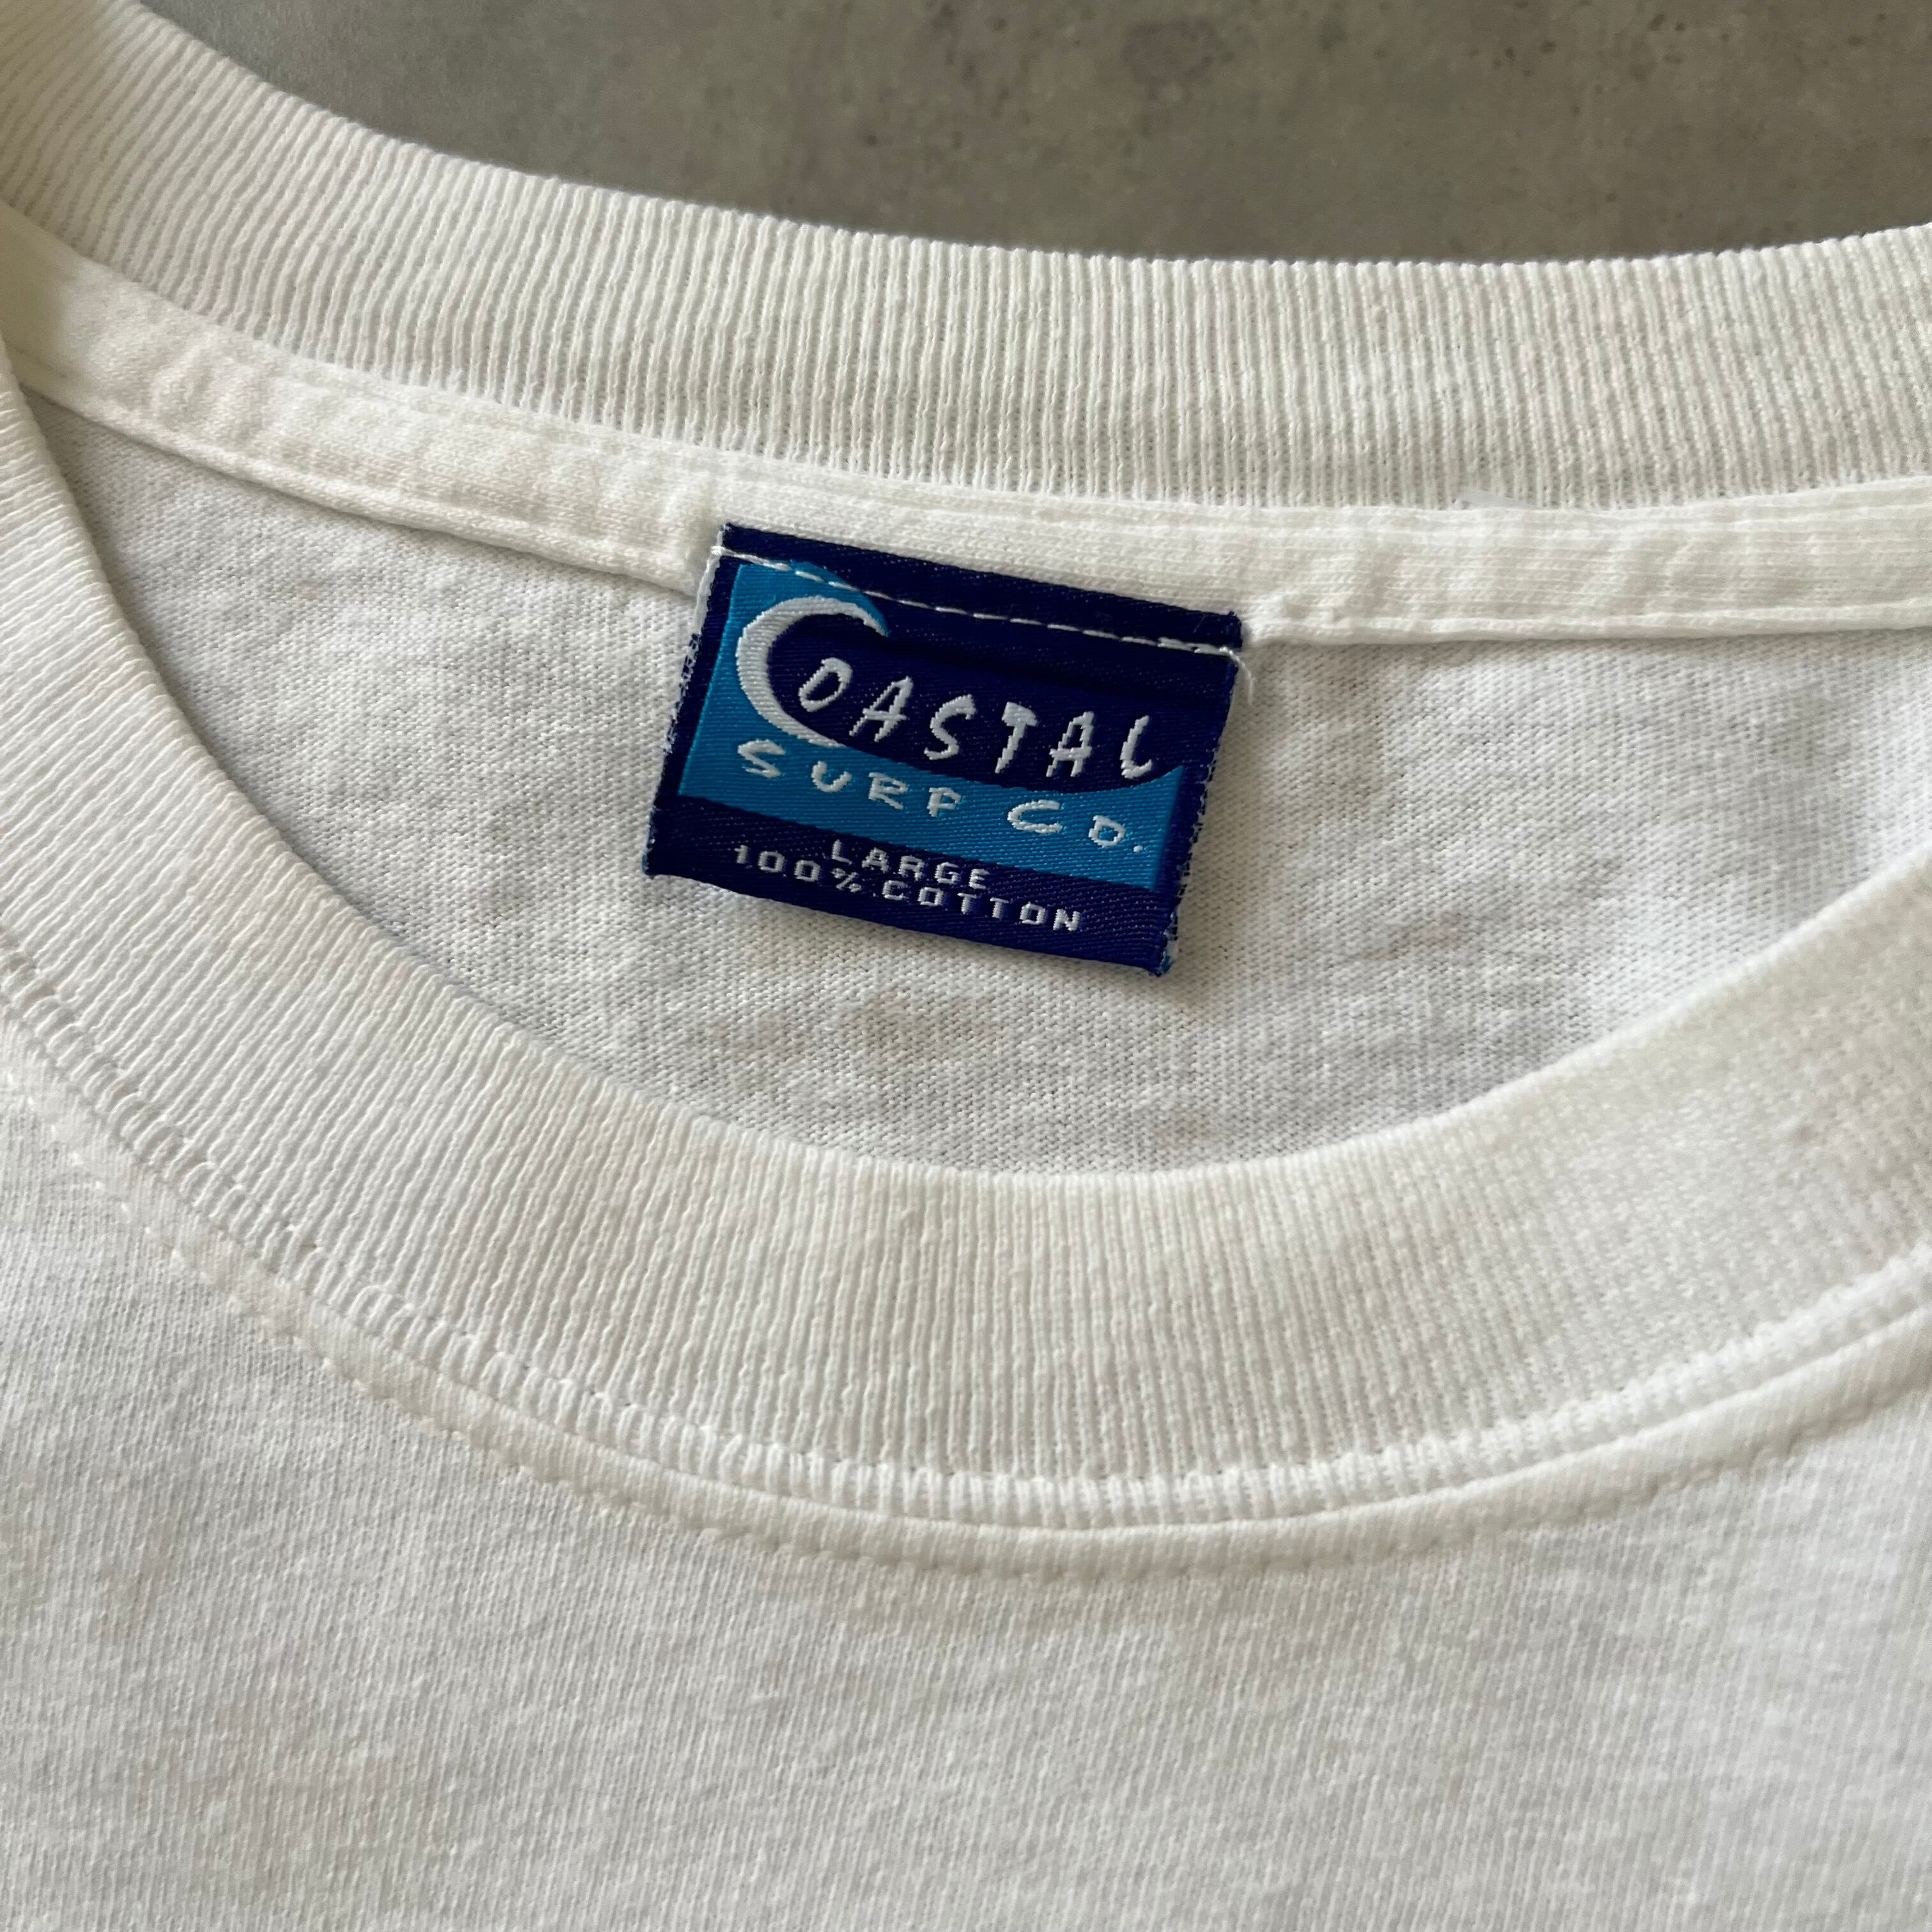 COASTAL
SURF CO.
LARGE
100% COTTON